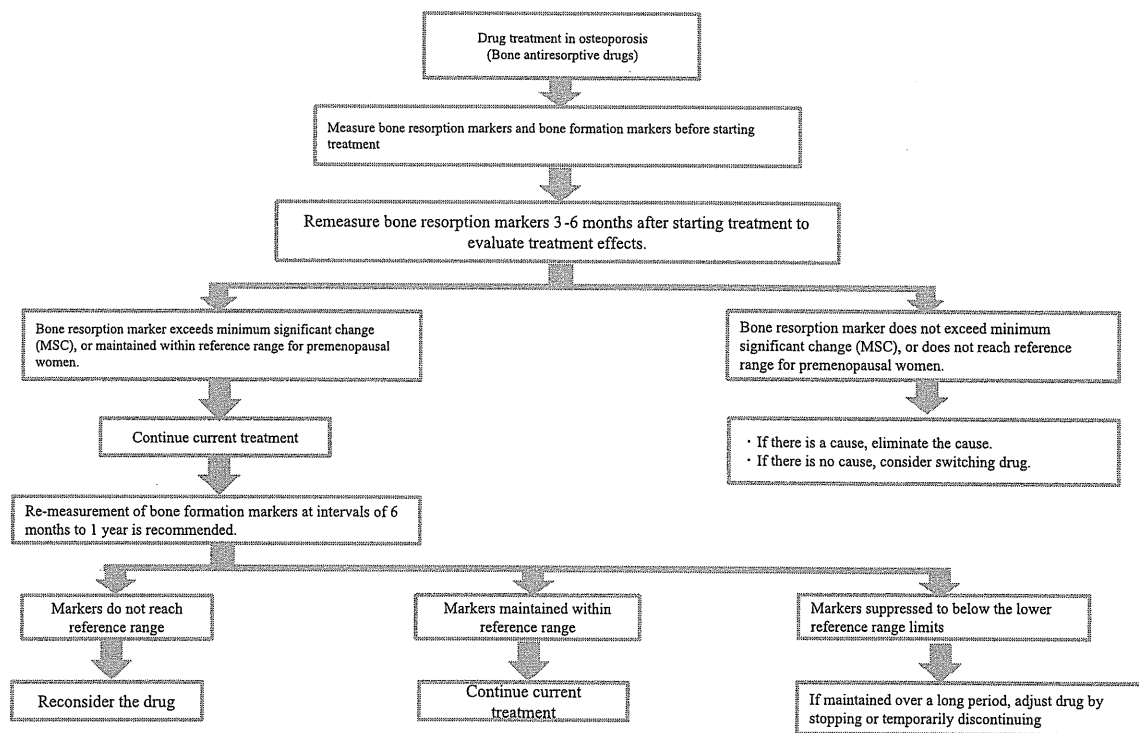 Drug treatment in osteoporosis
(Bone antiresorptive drugs)
Measure bone resorption markers and bone formation markers before starting
treatment
Remeasure bone resorption markers 3-6 months after starting treatment to
evaluate treatment effects.
Bone resorption marker exceeds minimum significant change
(MSC), or maintained within reference range for premenopausal
women.
Bone resorption marker does not exceed minimum
significant change (MSC), or does not reach reference
range for premenopausal women.
Continue current treatment
・If there is a cause, eliminate the cause.
・If there is no cause, consider switching drug.
Re-measurement of bone formation markers at intervals of 6
months to 1 year is recommended.
Markers do not reach
reference range
Markers maintained within
reference range
Markers suppressed to below the lower
reference range limits
Reconsider the drug
Continue current
treatment
If maintained over a long period, adjust drug by
stopping or temporarily discontinuing